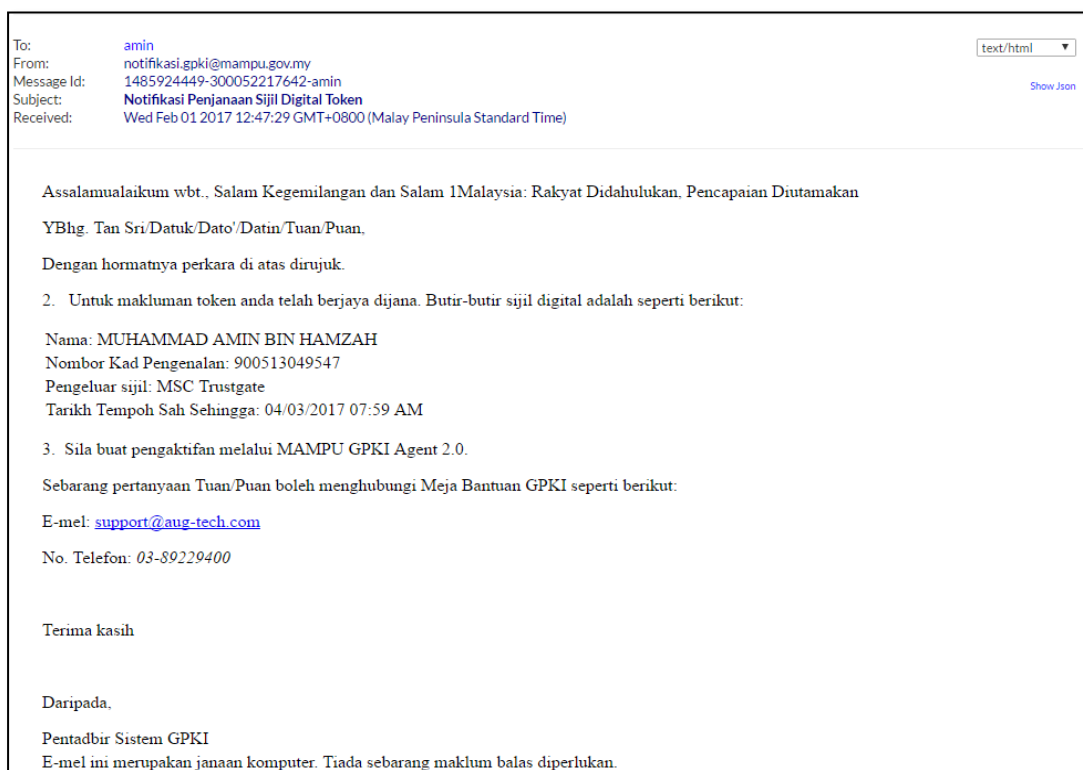 To: amin
text/html
From: notifikasi.gpki@mampu.gov.my
Message Id: 1485924449-300052217642-amin
Show Json
Subject: Notifikasi Penjanaan Sijil Digital Token
Received: Wed Feb 01 2017 12:47:29 GMT+0800 (Malay Peninsula Standard Time)
Assalamualaikum wbt., Salam Kegemilangan dan Salam 1Malaysia: Rakyat Didahulukan, Pencapaian Diutamakan
YBhg. Tan Sri/Datuk/Dato'/Datin/Tuan/Puan,
Dengan hormatnya perkara di atas dirujuk.
2. Untuk makluman token anda telah berjaya dijana. Butir-butir sijil digital adalah seperti berikut:
Nama: MUHAMMAD AMIN BIN HAMZAH
Nombor Kad Pengenalan: 900513049547
Pengeluar sijil: MSC Trustgate
Tarikh Tempoh Sah Sehingga: 04/03/2017 07:59 AM
3. Sila buat pengaktifan melalui MAMPU GPKI Agent 2.0.
Sebarang pertanyaan Tuan/Puan boleh menghubungi Meja Bantuan GPKI seperti berikut:
E-mel: support@aug-tech.com
No. Telefon: 03-89229400
Terima kasih
Daripada,
Pentadbir Sistem GPKI
E-mel ini merupakan janaan komputer. Tiada sebarang maklum balas diperlukan.